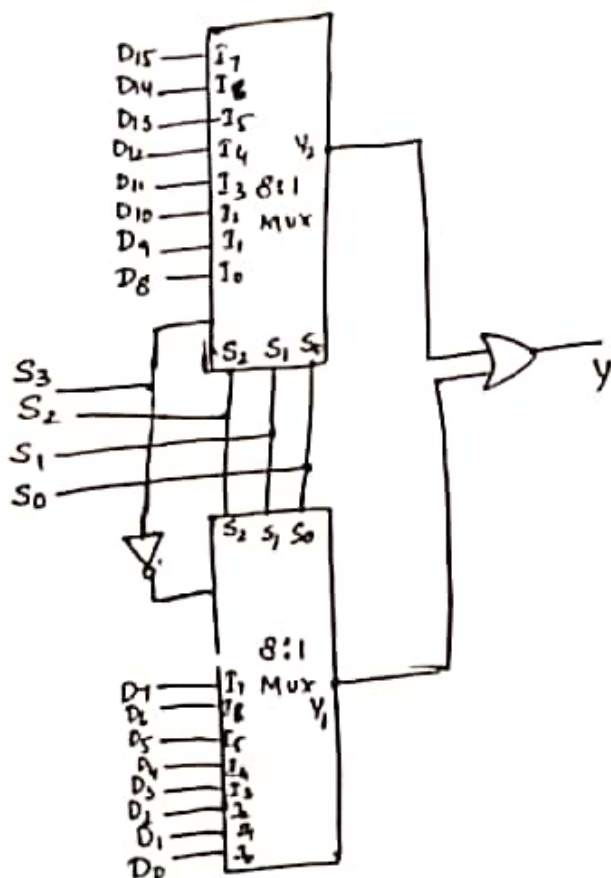 D15 I7
D14 I6
D13 I5
D12 I4
D11 I3
D10 I2
D9 I1
D8 I0
Y2
8:1
Mux
S2 S1 S0
S3
S2
S1
S0
S2 S1 S0
8:1
Mux
Y1
D7 I7
D6 I6
D5 I5
D4 I4
D3 I3
D2 I2
D1 I1
D0 I0
Y